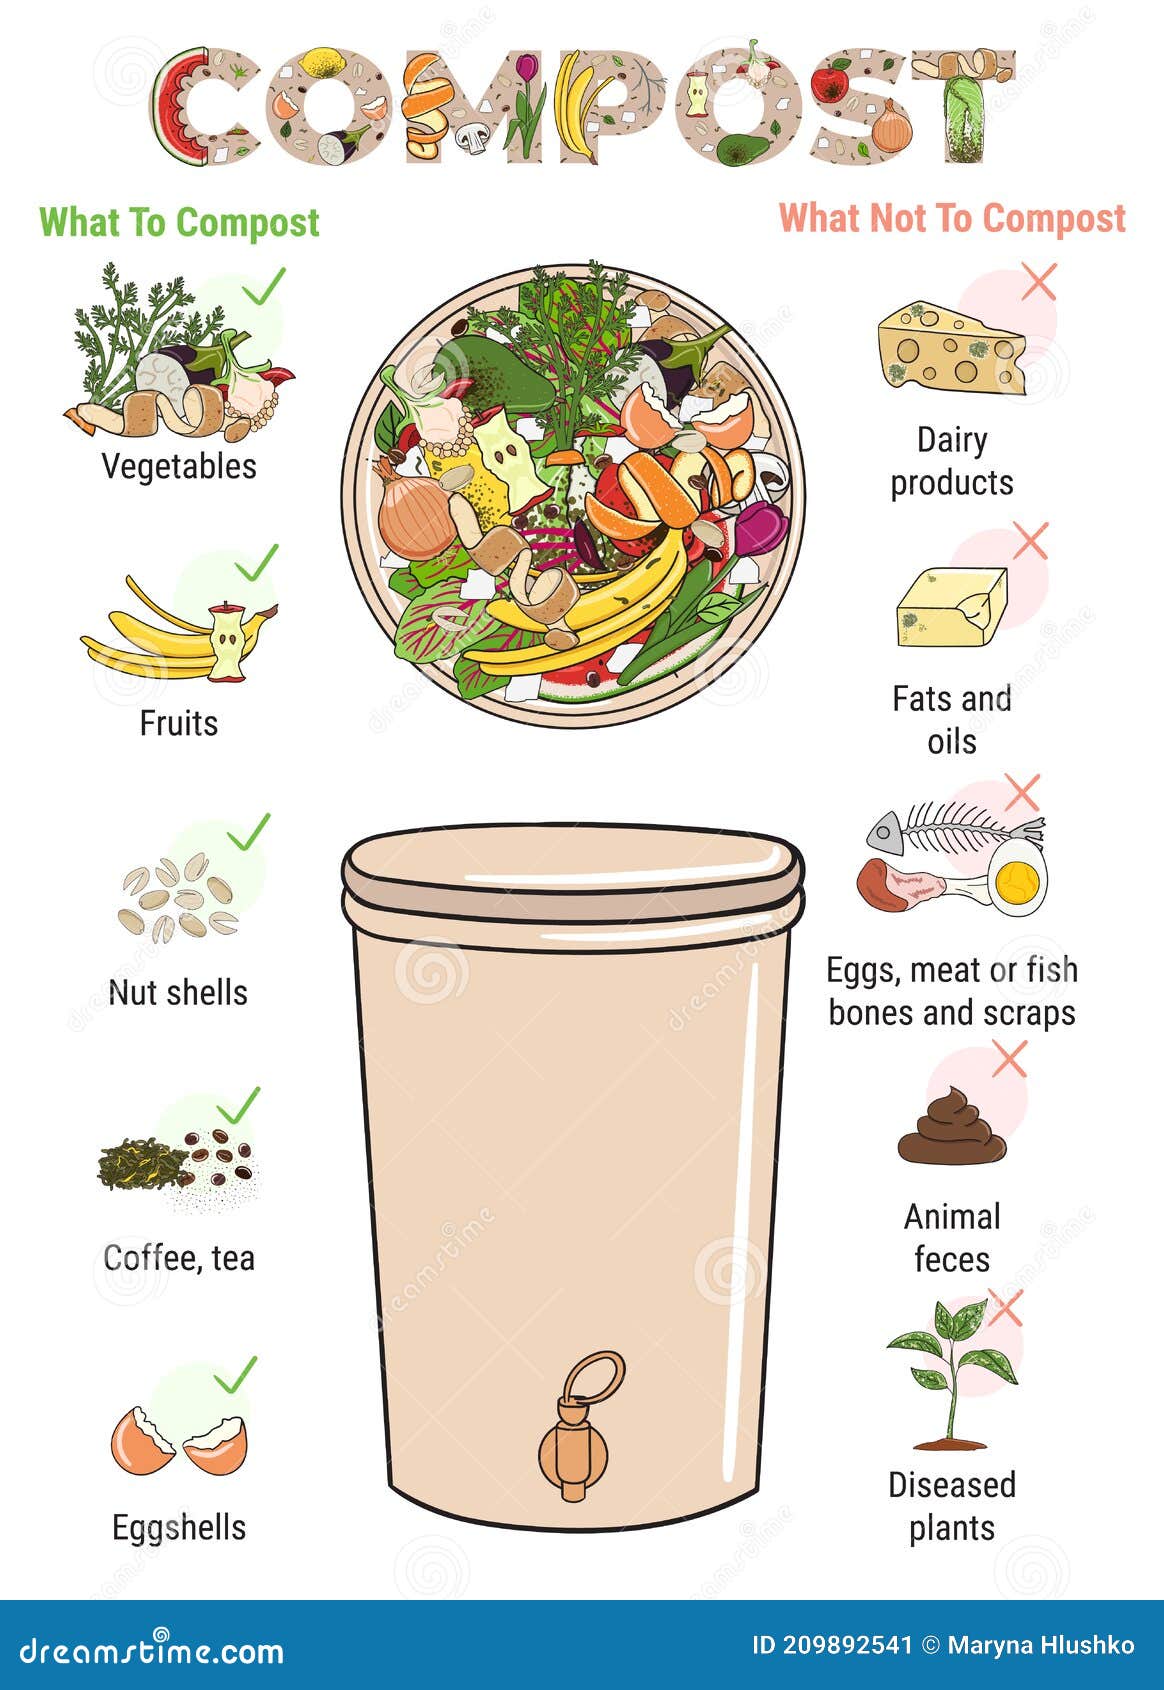 COMPOST
What To Compost
What Not To Compost
Vegetables
Fruits
Nut shells
Coffee, tea
Eggshells
Dairy
products
Fats and
oils
Eggs, meat or fish
bones and scraps
Animal
feces
Diseased
plants
dreamstime.com
ID 209892541 © Maryna Hlushko